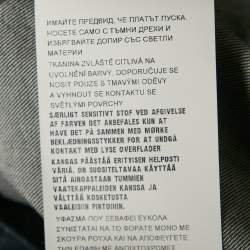 ИМАЙТЕ ПРЕДВИД, ЧЕ ПЛАТЪТ ПУСКА.
НОСЕТЕ САМО С ТЪМНИ ДРЕХИ И
ИЗБЯГВАЙТЕ ДОПИР СЪС СВЕТЛИ
МАТЕРИИ
TKANINA ZVLÁŠTĚ CITLIVÁ NA
UVOLNĚNÍ BARVY, DOPORUČUJE SE
NOSIT POUZE S TMAVÝMI ODĚVY
A VYHNOUT SE KONTAKTU SE
SVĚTLÝMI POVRCHY
SÆRLIGT SENSITIVT STOF VED AFGIVELSE
AF FARVEN DET ANBEFALES KUN AT
HAVE DET PÅ SAMMEN MED MØRKE
BEKLÆDNINGSSTYKKER FOR AT UNDGÅ
KONTAKT MED LYSE OVERFLADER
KANGAS PÄÄSTÄÄ ERITYISEN HELPOSTI
VÄRIÄ, ON SUOSITELTAVAA KÄYTTÄÄ
SITÄ AINOASTAAN TUMMIEN
VAATEKAPPALEIDEN KANSSA JA
VÄLTTÄÄ KOSKETUSTA
VAALEISIIN PINTOIHIN.
ΥΦΑΣΜΑ ΠΟΥ ΞΕΒΑΦΕΙ ΕΥΚΟΛΑ
ΣΥΝΙΣΤΑΤΑΙ ΝΑ ΤΟ ΦΟΡΑΤΕ ΜΟΝΟ ΜΕ
ΣΚΟΥΡΑ ΡΟΥΧΑ ΚΑΙ ΝΑ ΑΠΟΦΕΥΓΕΤΕ
ΤΗΝ ΕΠΑΦΗ ΜΕ ΑΝΟΙΧΤΟΧΡΩΜΕΣ